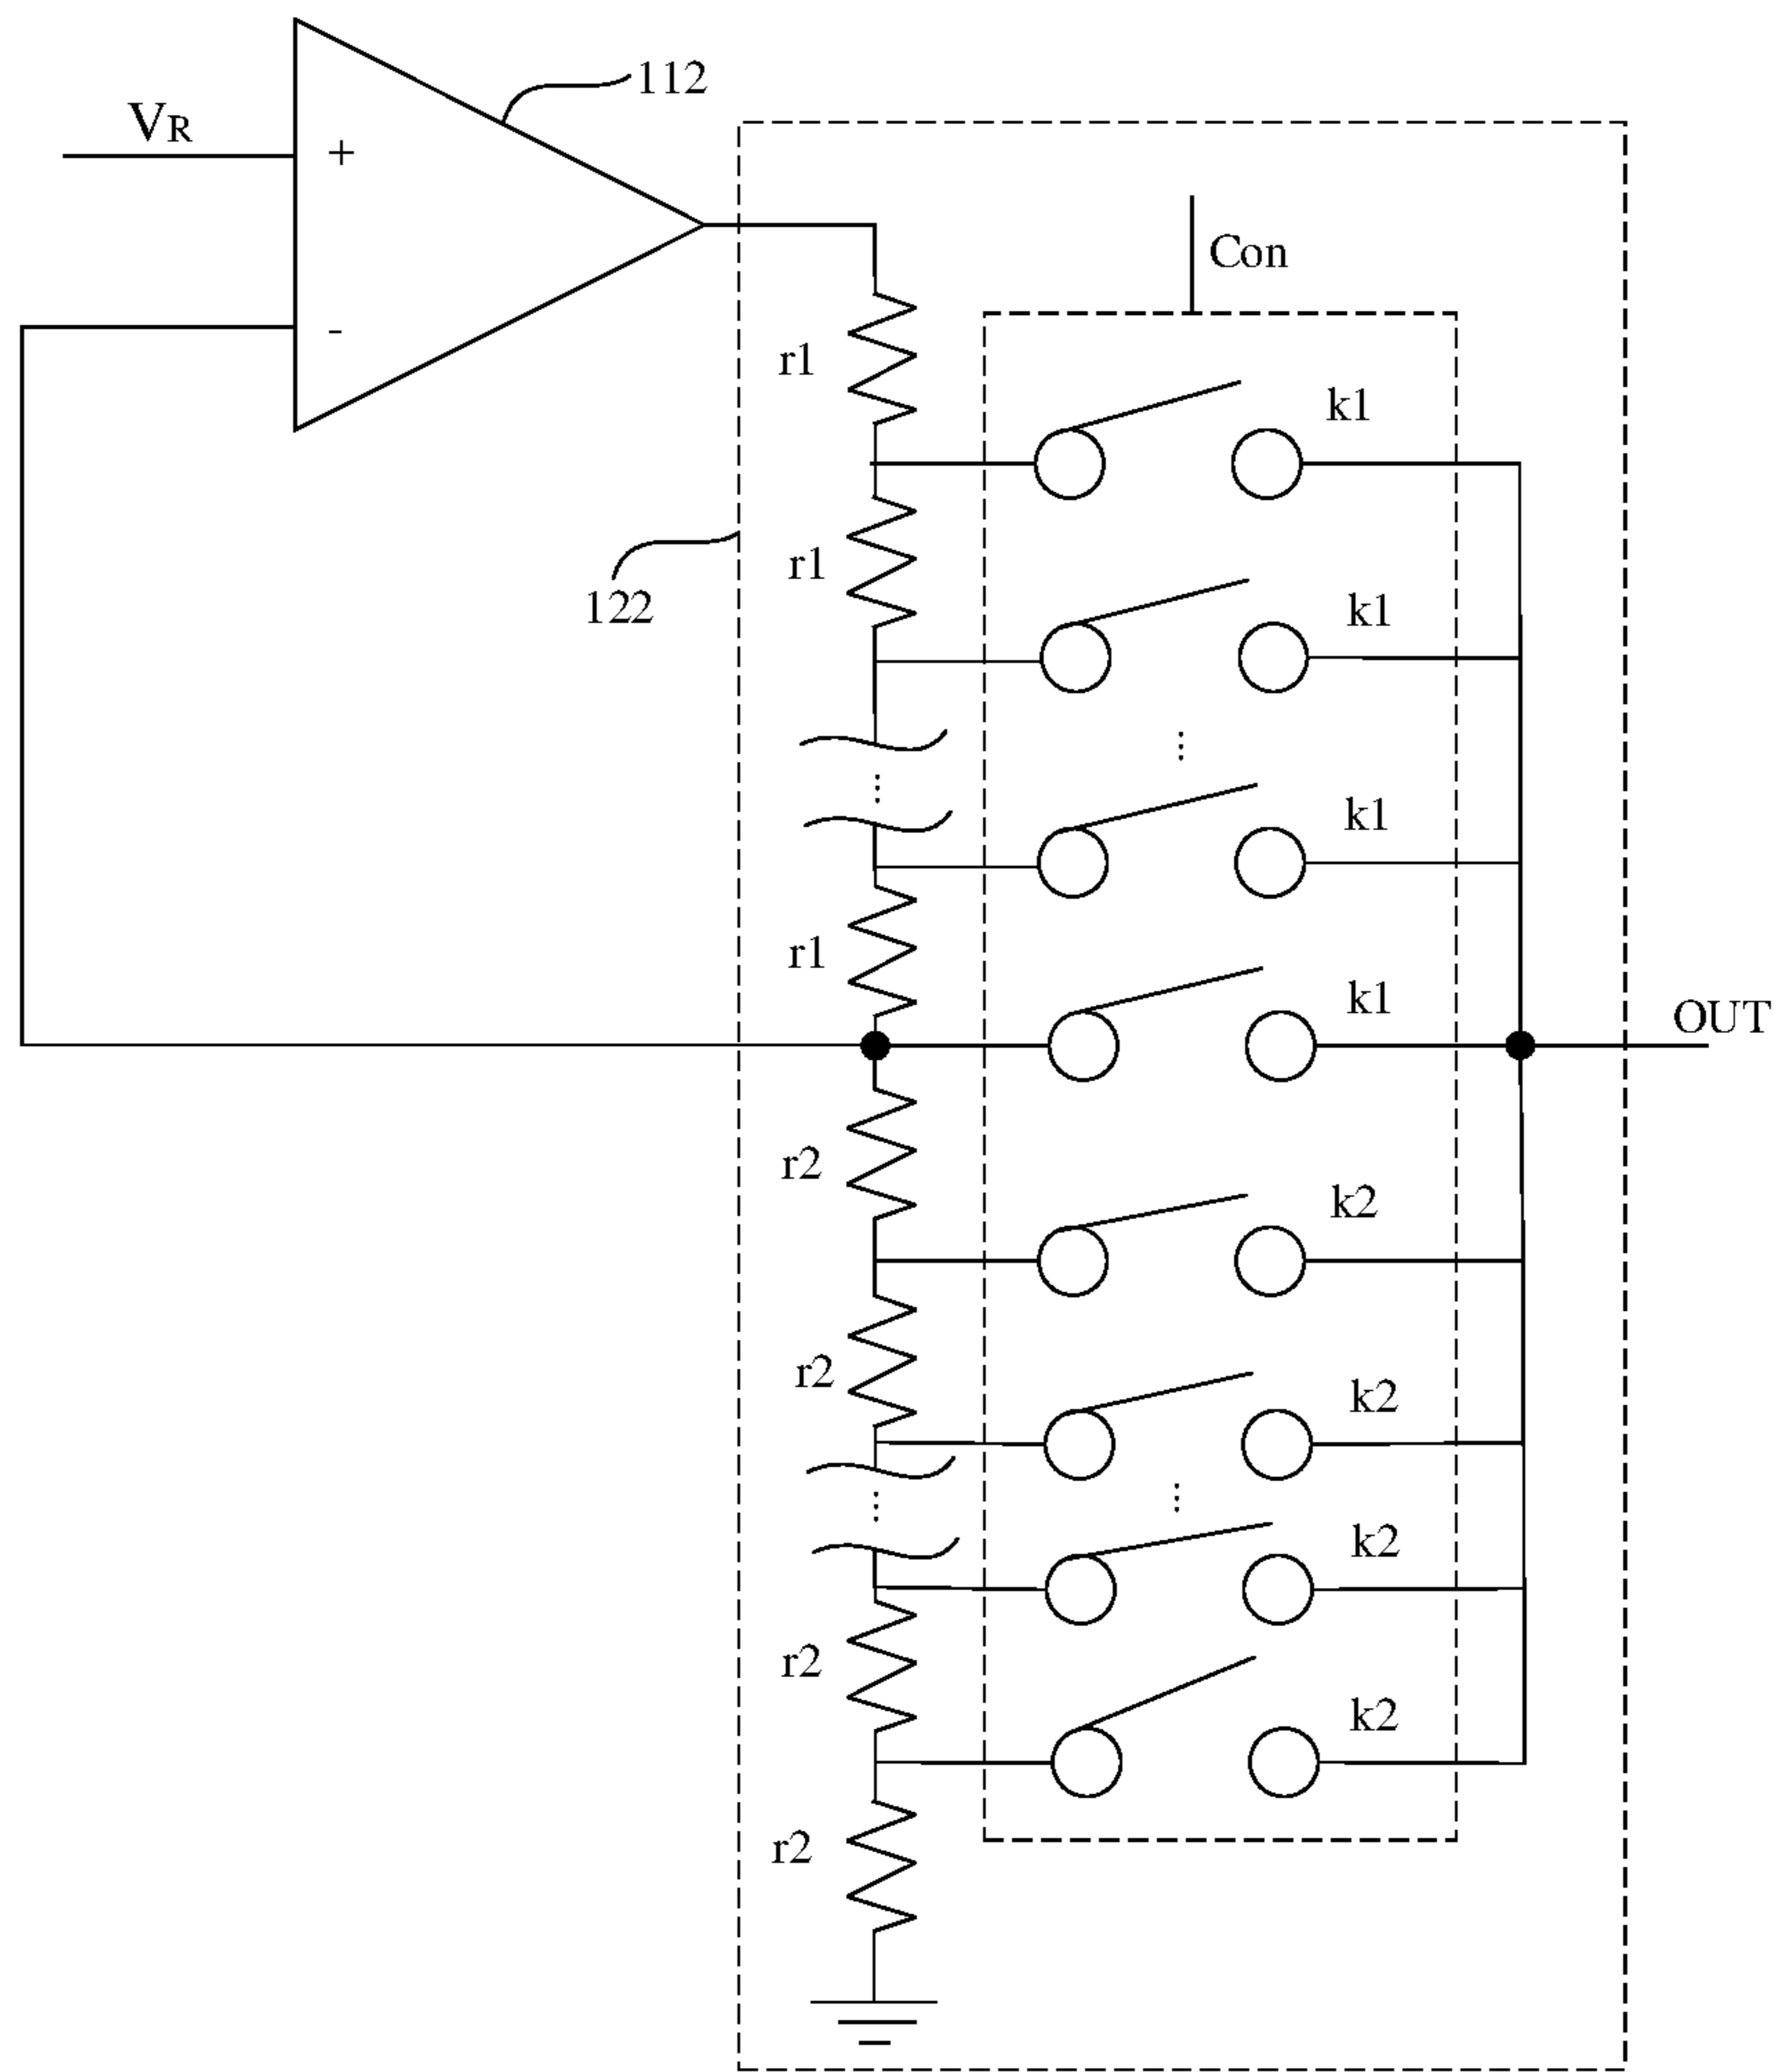 112
VR
+
-
Con
r1
k1
r1
k1
122
⋮
⋮
k1
r1
k1
OUT
r2
k2
r2
k2
⋮
⋮
k2
r2
k2
r2